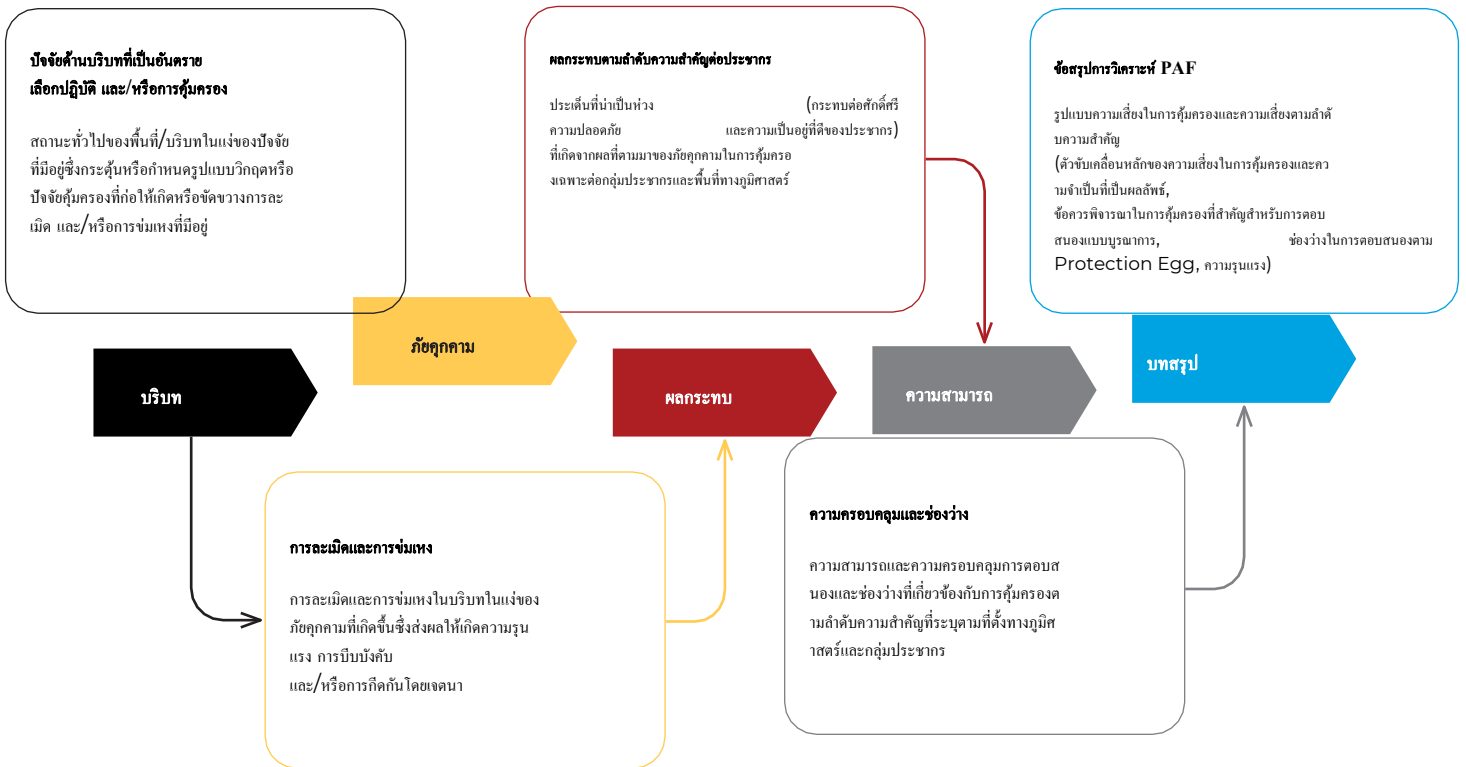 ปัจจัยด้านบริบทที่เป็นอันตราย
เลือกปฏิบัติ และ/หรือการคุ้มครอง
สถานะทั่วไปของพื้นที่/บริบทในแง่ของปัจจัย
ที่มีอยู่ซึ่งกระตุ้นหรือกำหนดรูปแบบวิกฤตหรือ
ปัจจัยคุ้มครองที่ก่อให้เกิดหรือขัดขวางการละ
เมิด และ/หรือการข่มเหงที่มีอยู่
ผลกระทบตามลำดับความสำคัญต่อประชากร
ประเด็นที่น่าเป็นห่วง (กระทบต่อศักดิ์ศรี
ความปลอดภัย และความเป็นอยู่ที่ดีของประชากร)
ที่เกิดจากผลที่ตามมาของภัยคุกคามในการคุ้มครอ
งเฉพาะต่อกลุ่มประชากรและพื้นที่ทางภูมิศาสตร์
ข้อสรุปการวิเคราะห์ PAF
รูปแบบความเสี่ยงในการคุ้มครองและความเสี่ยงตามลำดั
บความสำคัญ
(ตัวขับเคลื่อนหลักของความเสี่ยงในการคุ้มครองและคว
ามจำเป็นที่เป็นผลลัพธ์,
ข้อควรพิจารณาในการคุ้มครองที่สำคัญสำหรับการตอบ
สนองแบบบูรณาการ, ช่องว่างในการตอบสนองตาม
Protection Egg, ความรุนแรง)
บริบท
ภัยคุกคาม
ผลกระทบ
ความสามารถ
บทสรุป
การละเมิดและการข่มเหง
การละเมิดและการข่มเหงในบริบทในแง่ของ
ภัยคุกคามที่เกิดขึ้นซึ่งส่งผลให้เกิดความรุน
แรง การบีบบังคับ
และ/หรือการกีดกันโดยเจตนา
ความครอบคลุมและช่องว่าง
ความสามารถและความครอบคลุมการตอบส
นองและช่องว่างที่เกี่ยวข้องกับการคุ้มครองต
ามลำดับความสำคัญที่ระบุตามที่ตั้งทางภูมิศ
าสตร์และกลุ่มประชากร